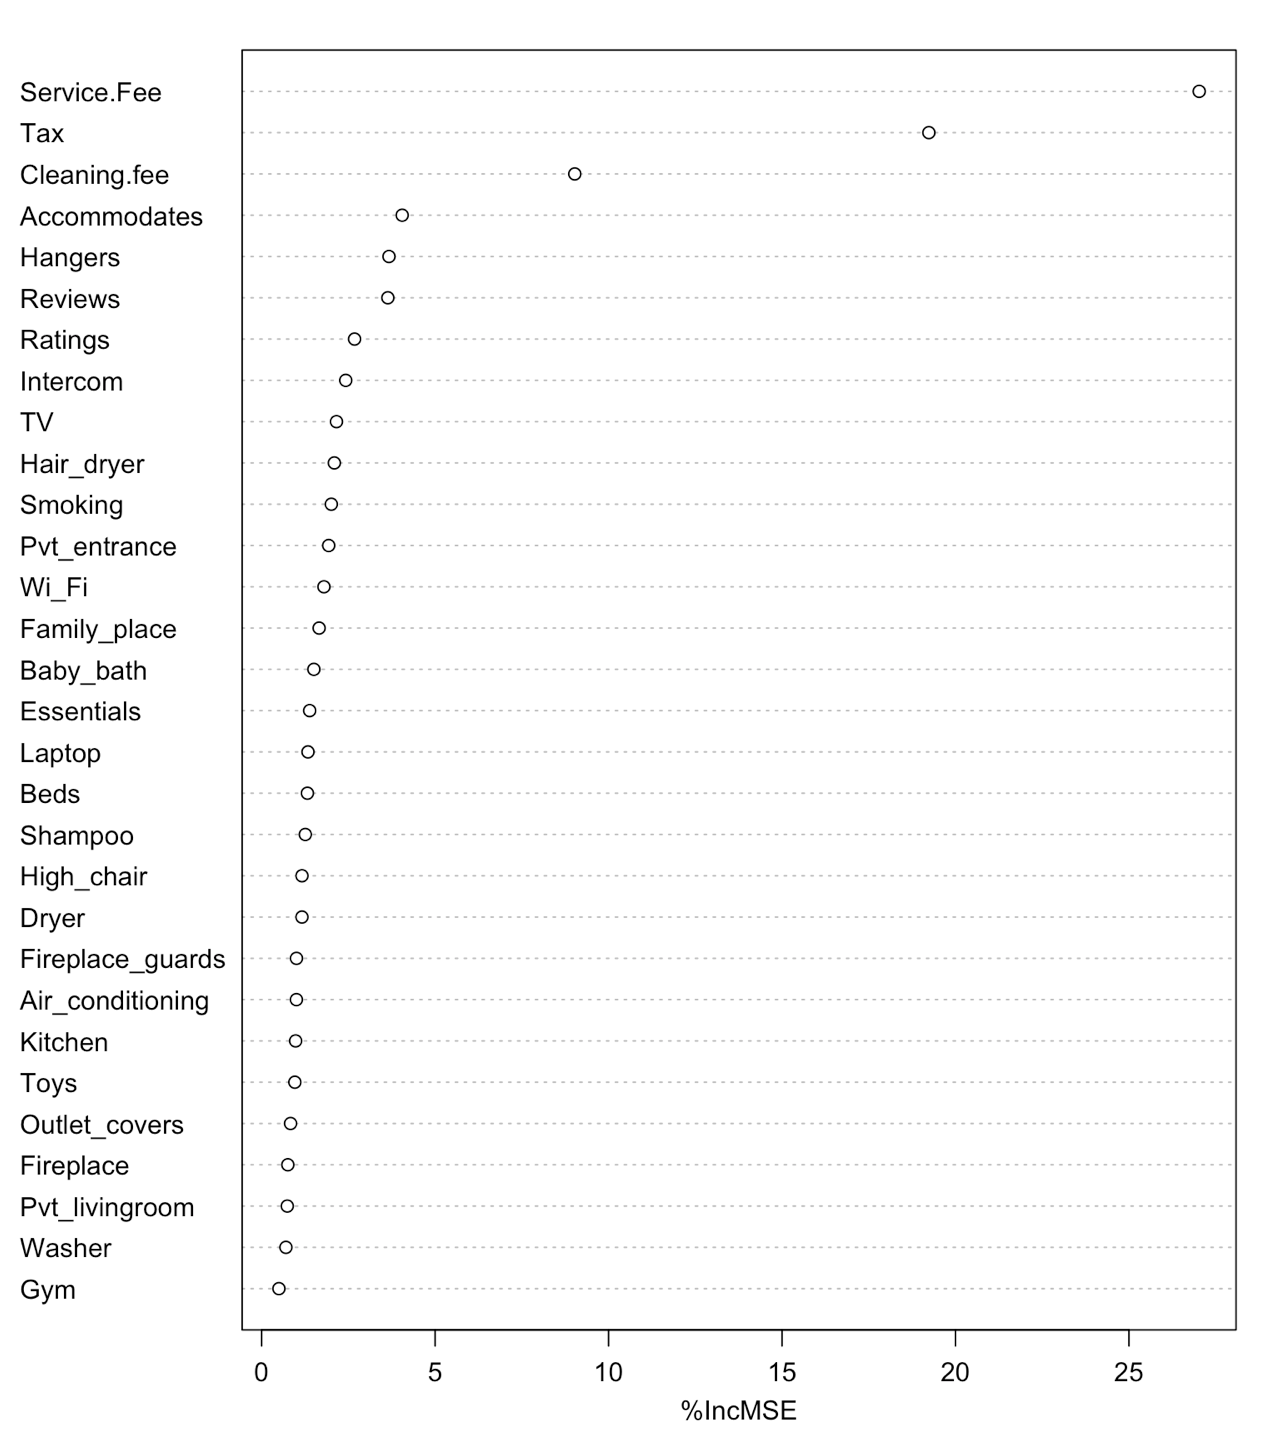 Service.Fee
Tax
Cleaning.fee
Accommodates
Hangers
Reviews
Ratings
Intercom
TV
Hair_dryer
Smoking
Pvt_entrance
Wi_Fi
Family_place
Baby_bath
Essentials
Laptop
Beds
Shampoo
High_chair
Dryer
Fireplace_guards
Air_conditioning
Kitchen
Toys
Outlet_covers
Fireplace
Pvt_livingroom
Washer
Gym
0 5 10 15 20 25
%IncMSE